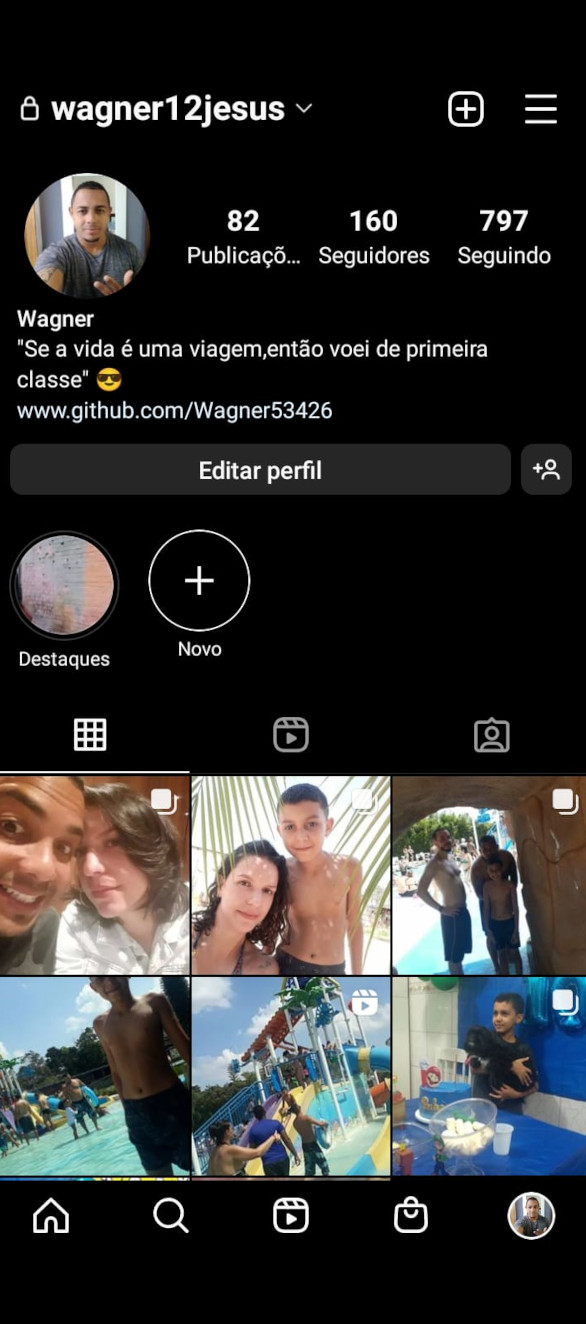 wagner12jesus
82 160 797
Publicaçõ... Seguidores Seguindo
Wagner
"Se a vida é uma viagem,então voei de primeira
classe" 😎
www.github.com/Wagner53426
Editar perfil
Destaques Novo